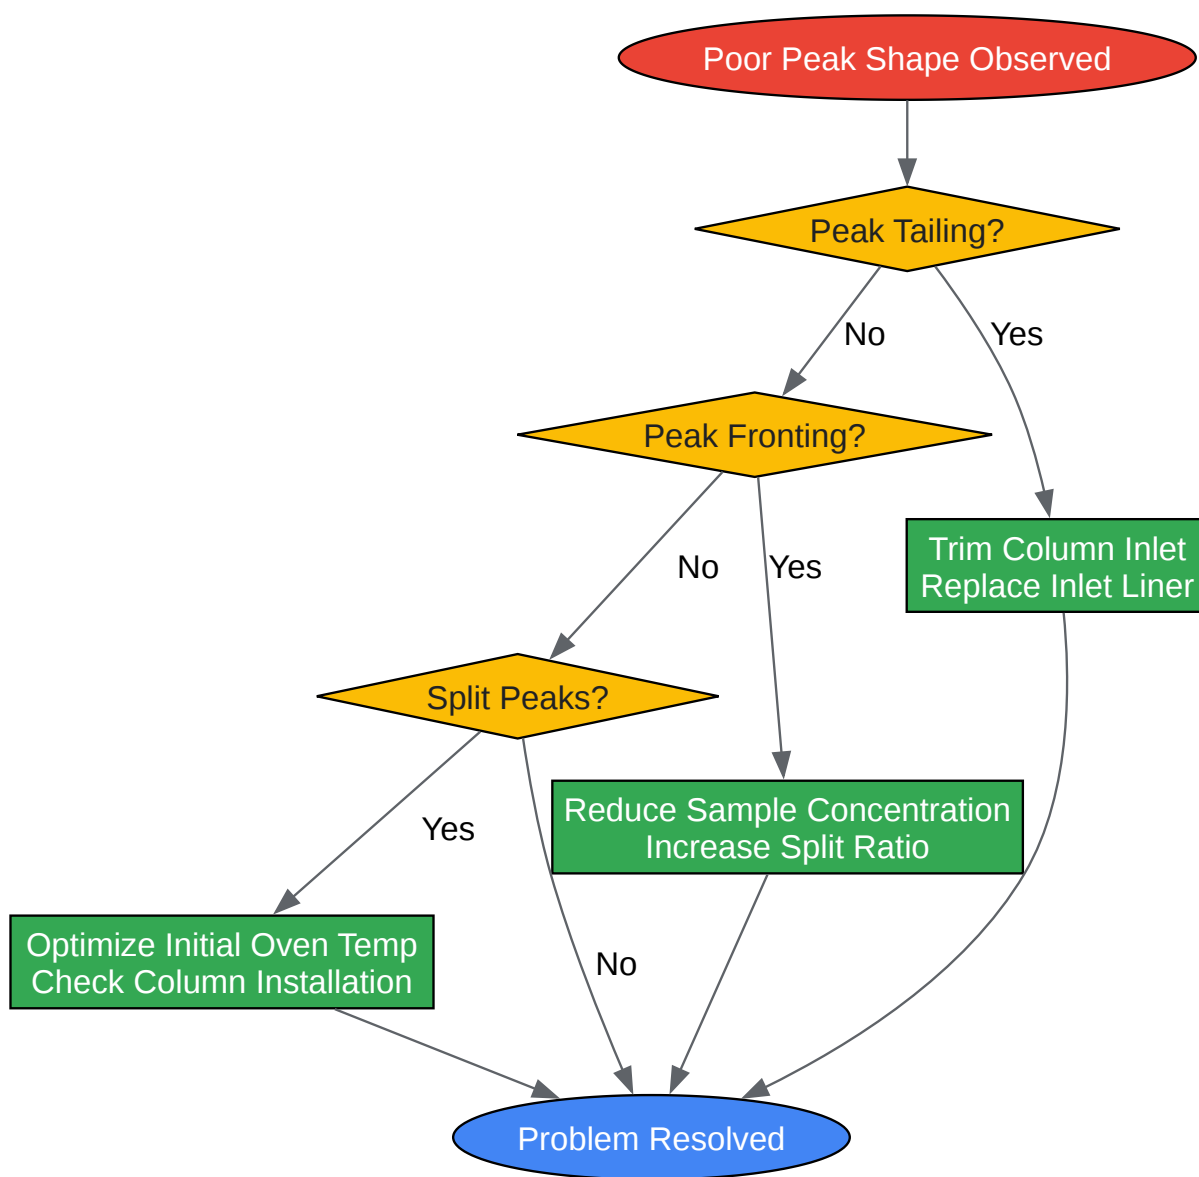 Poor Peak Shape Observed
Peak Tailing?
No
Yes
Peak Fronting?
Trim Column Inlet
Replace Inlet Liner
No
Yes
Split Peaks?
Reduce Sample Concentration
Increase Split Ratio
Yes
Optimize Initial Oven Temp
Check Column Installation
No
Problem Resolved